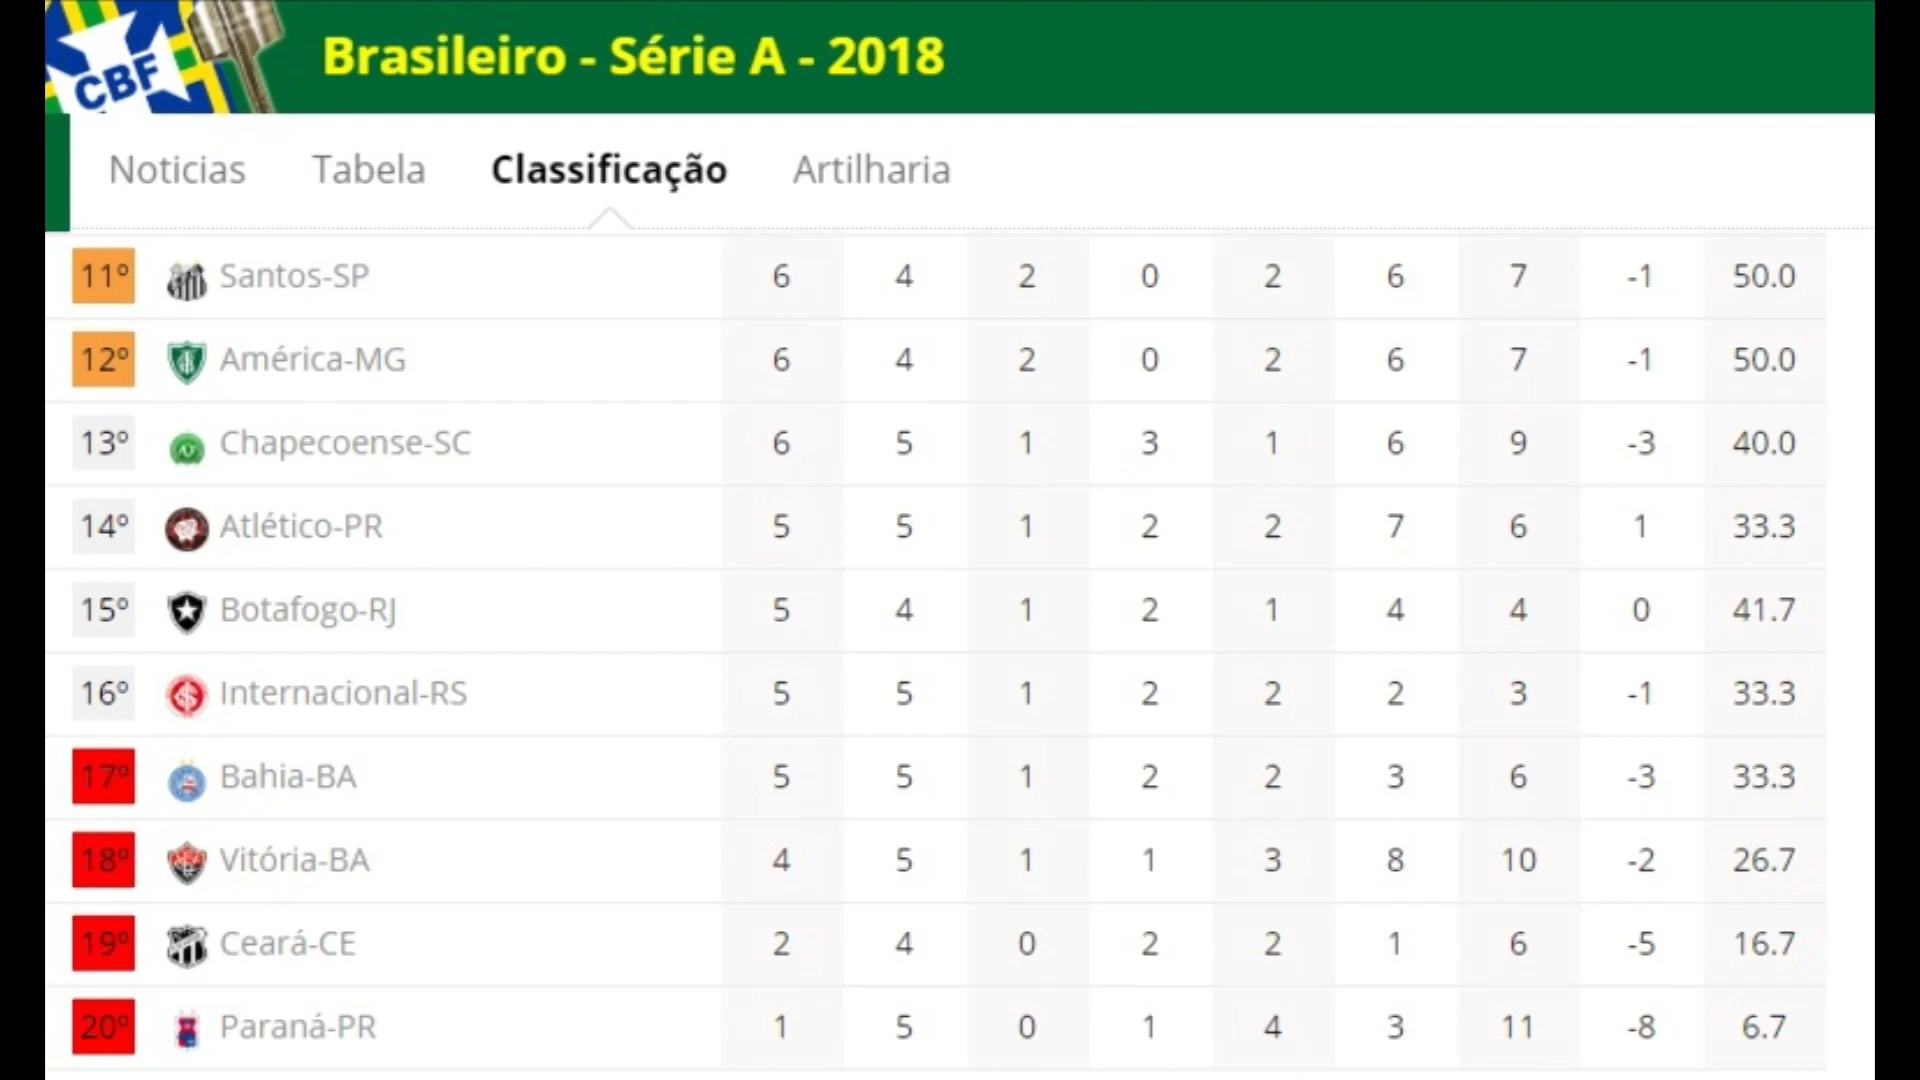 CBF
Brasileiro - Série A - 2018
Noticias Tabela Classificação Artilharia
11º Santos-SP 6 4 2 0 2 6 7 -1 50.0
12º América-MG 6 4 2 0 2 6 7 -1 50.0
13º Chapecoense-SC 6 5 1 3 1 6 9 -3 40.0
14º Atlético-PR 5 5 1 2 2 7 6 1 33.3
15º Botafogo-RJ 5 4 1 2 1 4 4 0 41.7
16º Internacional-RS 5 5 1 2 2 2 3 -1 33.3
17º Bahia-BA 5 5 1 2 2 3 6 -3 33.3
18º Vitória-BA 4 5 1 1 3 8 10 -2 26.7
19º Ceará-CE 2 4 0 2 2 1 6 -5 16.7
20º Paraná-PR 1 5 0 1 4 3 11 -8 6.7